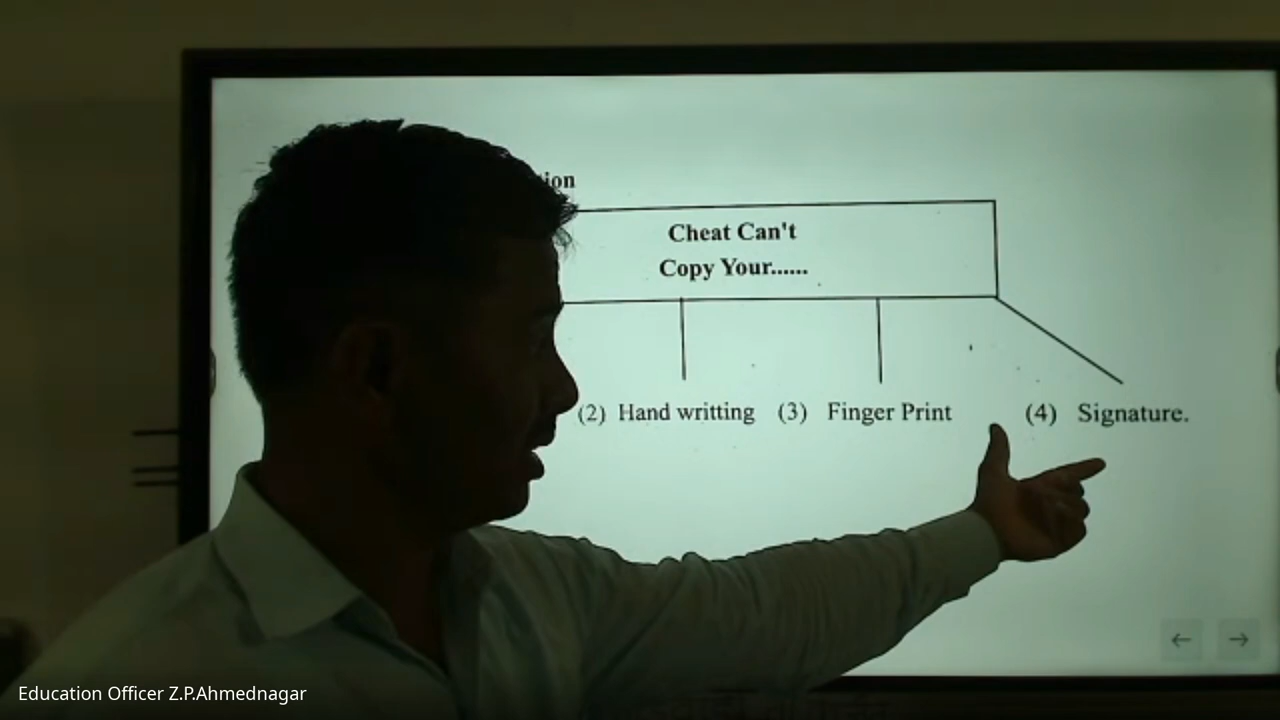 Cheat Can't
Copy Your......
(2) Hand writting (3) Finger Print (4) Signature.
Education Officer Z.P.Ahmednagar